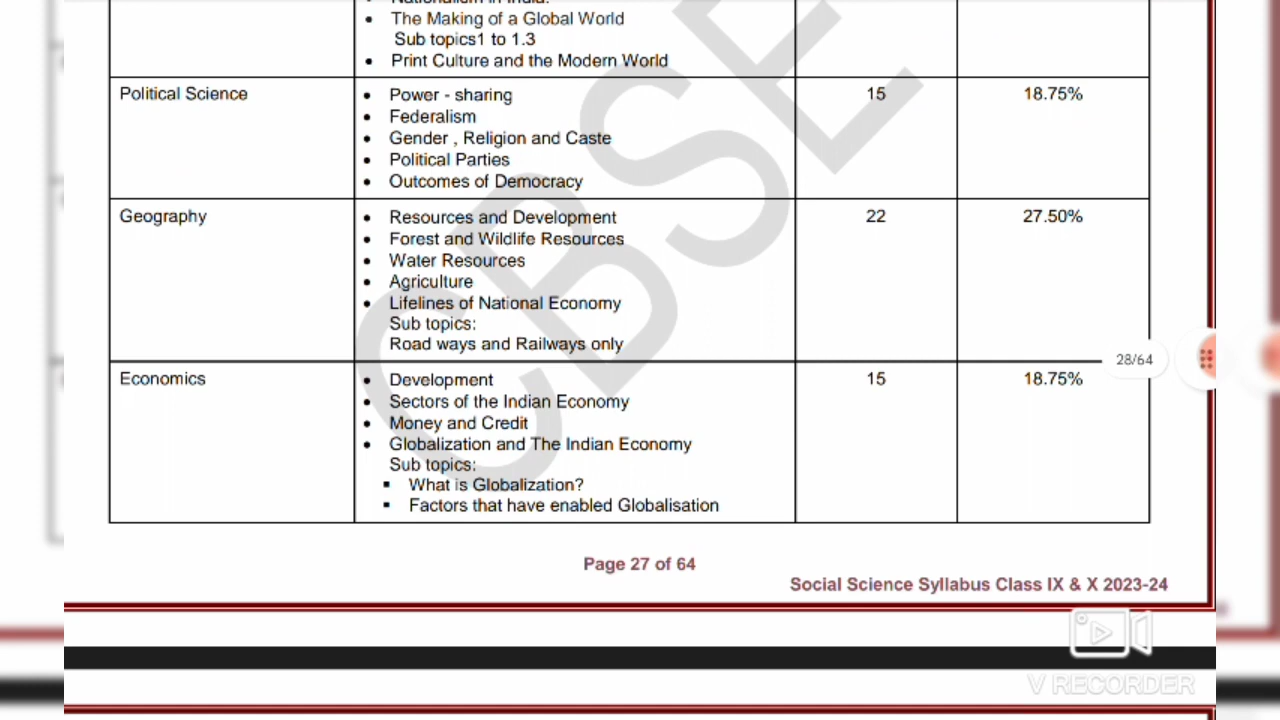 Nationalism in India.
• The Making of a Global World
Sub topics1 to 1.3
• Print Culture and the Modern World
Political Science
• Power - sharing
15
18.75%
• Federalism
• Gender , Religion and Caste
• Political Parties
• Outcomes of Democracy
Geography
• Resources and Development
22
27.50%
• Forest and Wildlife Resources
• Water Resources
• Agriculture
• Lifelines of National Economy
Sub topics:
Road ways and Railways only
28/64
Economics
• Development
15
18.75%
• Sectors of the Indian Economy
• Money and Credit
• Globalization and The Indian Economy
Sub topics:
▪ What is Globalization?
▪ Factors that have enabled Globalisation
CBSE
Page 27 of 64
Social Science Syllabus Class IX & X 2023-24
V RECORDER